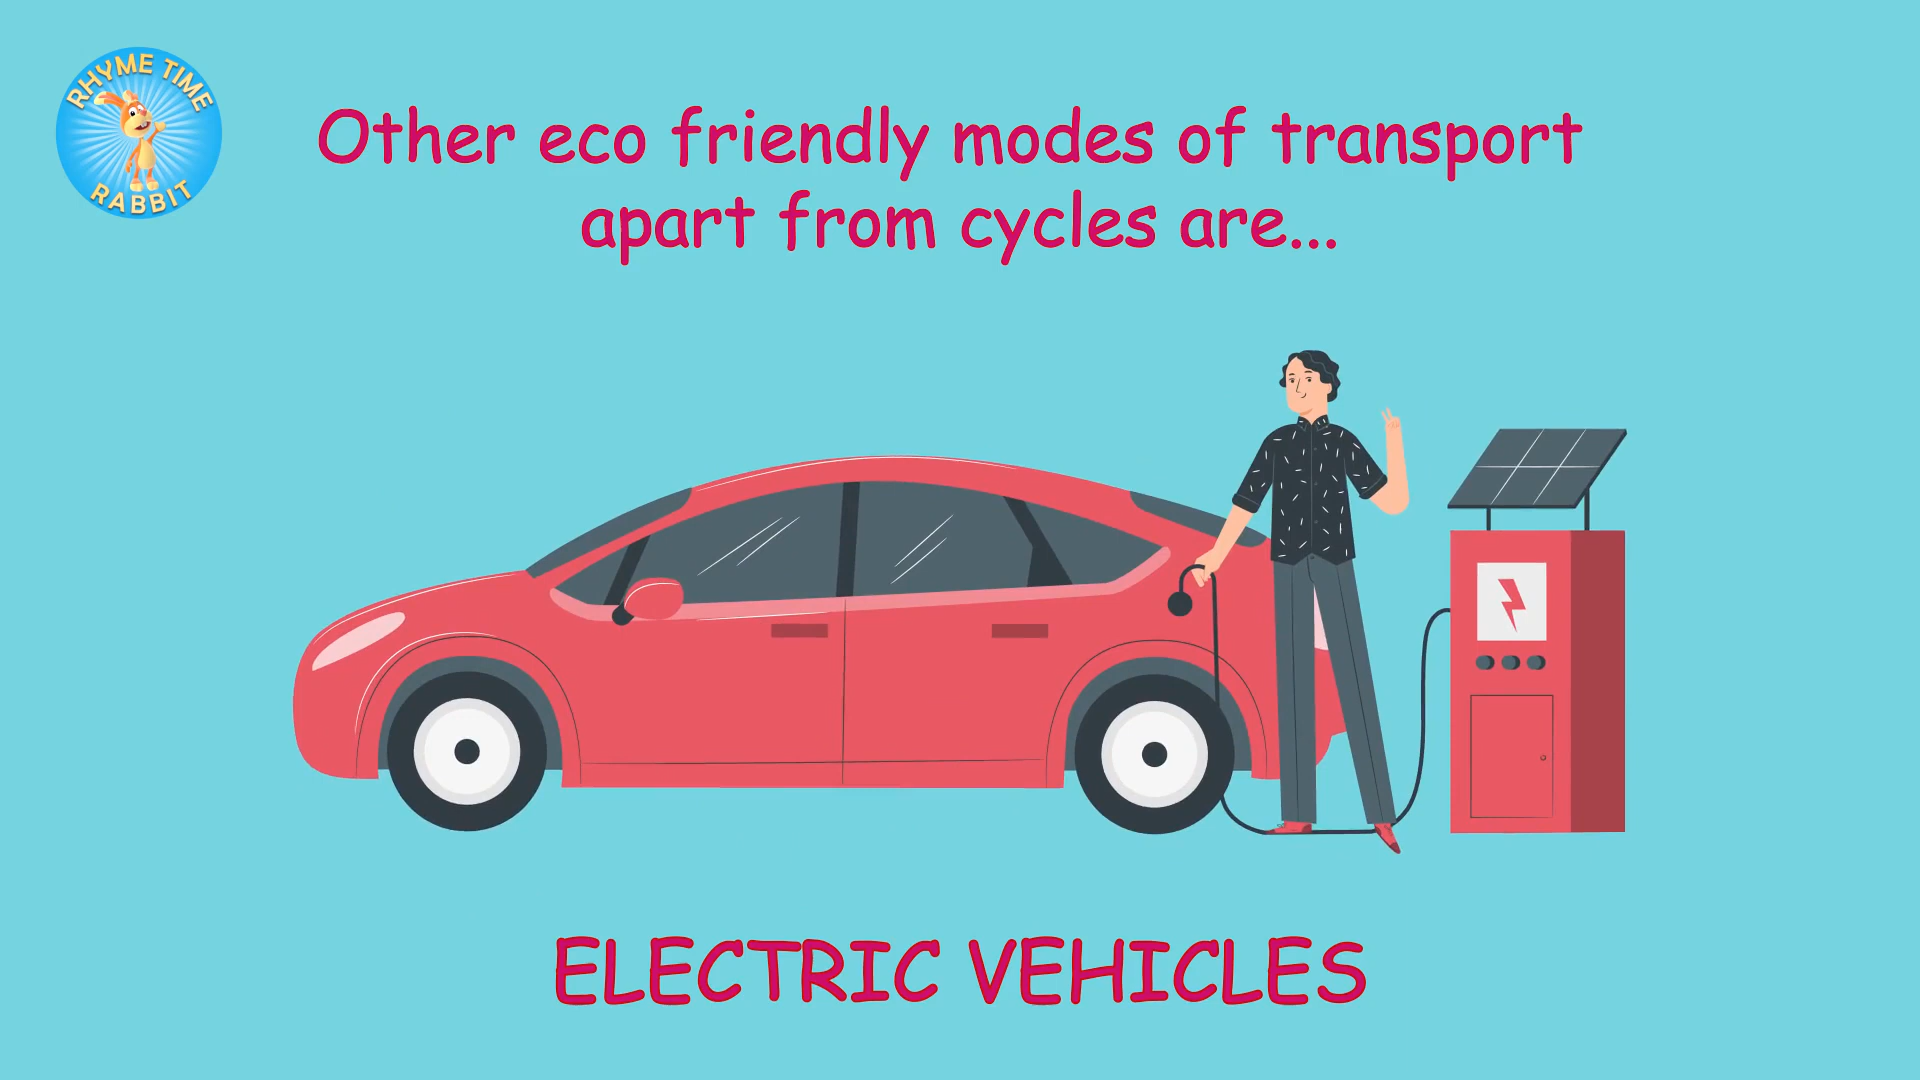 RHYME TIME
RABBIT
Other eco friendly modes of transport
apart from cycles are...
ELECTRIC VEHICLES